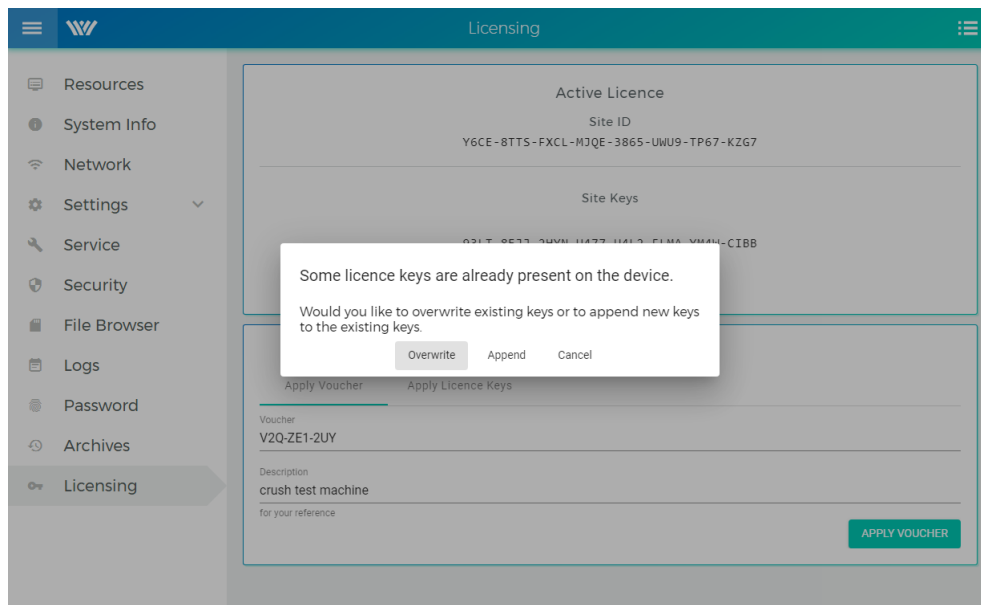 Licensing
Resources
System Info
Network
Settings
Service
Security
File Browser
Logs
Password
Archives
Licensing
Active Licence
Site ID
Y6CE-8TTS-FXCL-MJQE-3865-UWU9-TP67-KZG7
Site Keys
-CIBB
Some licence keys are already present on the device.
Would you like to overwrite existing keys or to append new keys
to the existing keys.
Overwrite Append Cancel
Apply Voucher Apply Licence Keys
Voucher
V2Q-ZE1-2UY
Description
crush test machine
for your reference
APPLY VOUCHER